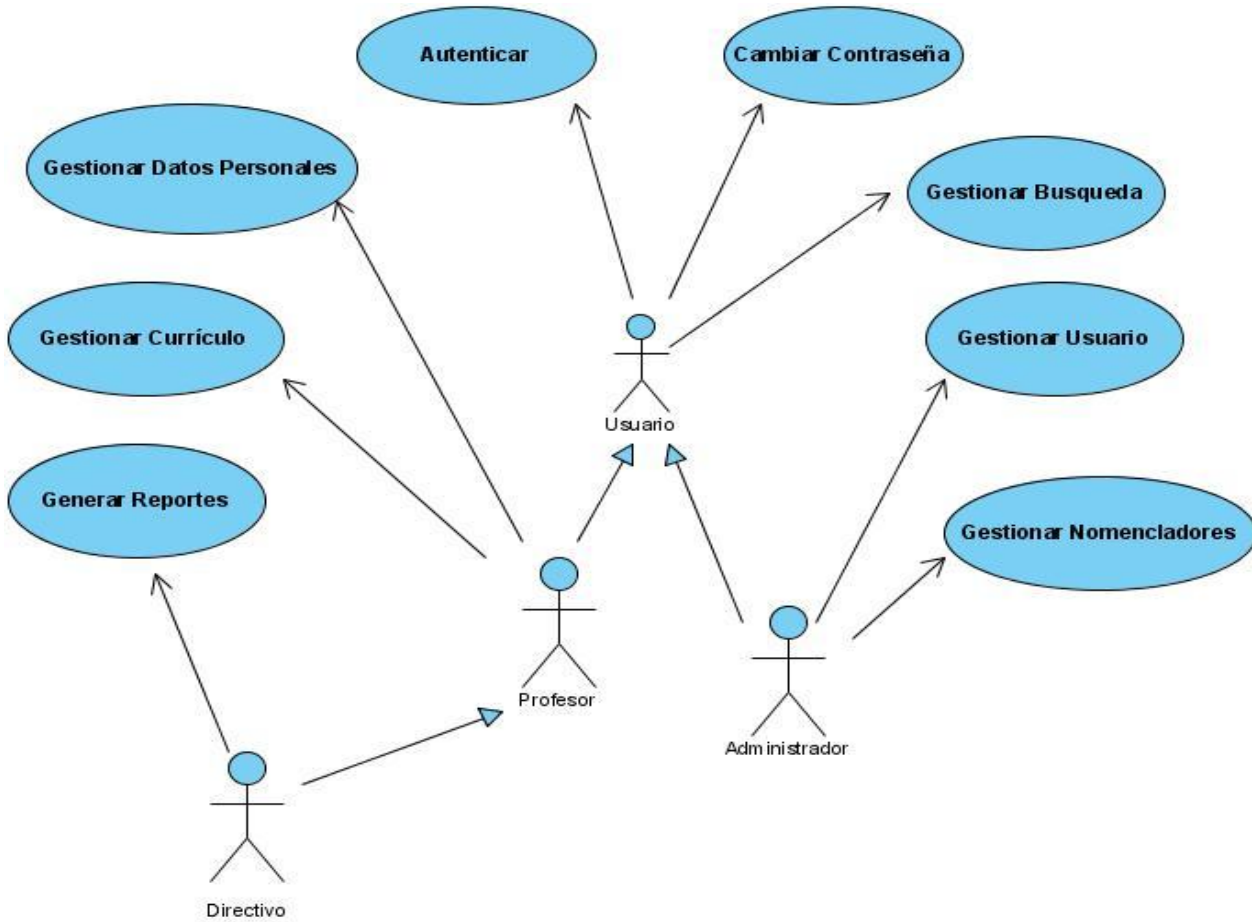 Autenticar
Cambiar Contraseña
Gestionar Datos Personales
Gestionar Busqueda
Gestionar Currículo
Gestionar Usuario
Usuario
Generar Reportes
Gestionar Nomencladores
Profesor
Administrador
Directivo